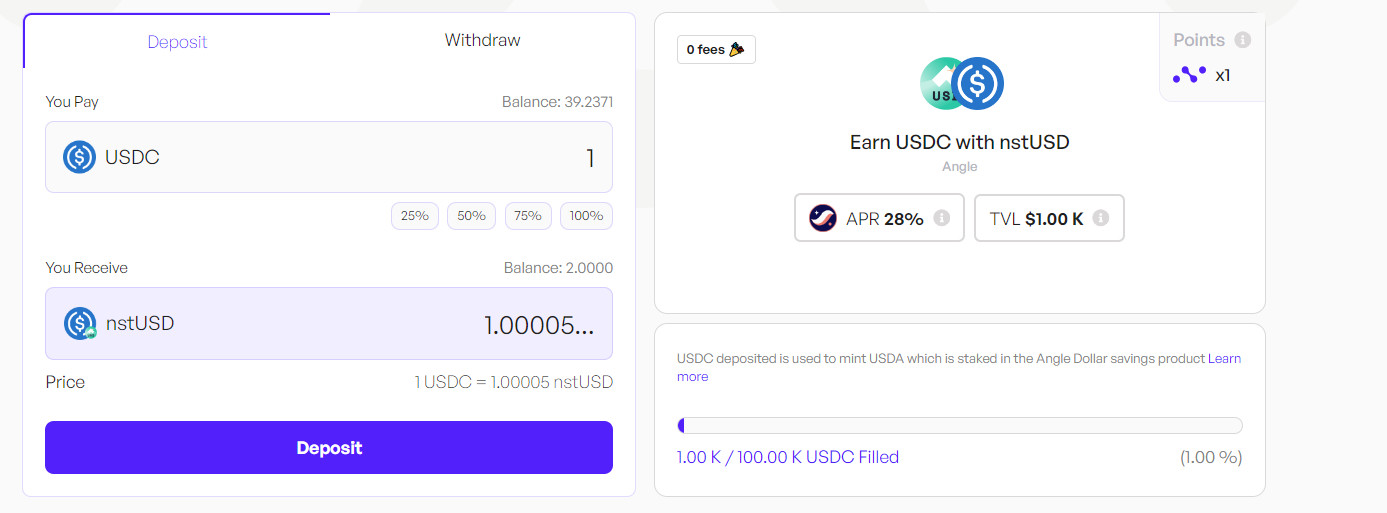 Deposit
Withdraw
You Pay
Balance: 39.2371
USDC
1
25%
50%
75%
100%
You Receive
Balance: 2.0000
nstUSD
1.00005...
Price
1 USDC = 1.00005 nstUSD
Deposit
0 fees
Points
x1
Earn USDC with nstUSD
Angle
APR 28%
TVL $1.00 K
USDC deposited is used to mint USDA which is staked in the Angle Dollar savings product Learn
more
1.00 K / 100.00 K USDC Filled
(1.00 %)